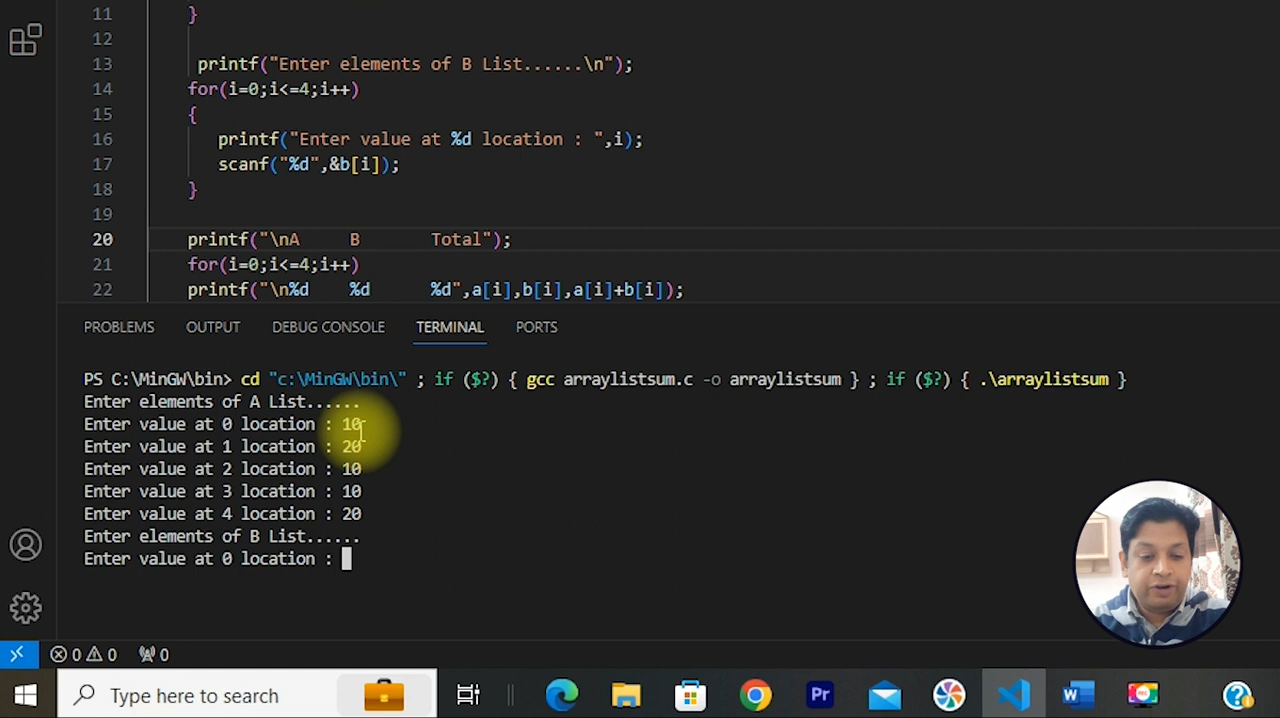 11 }
12
13 printf("Enter elements of B List......\n");
14 for(i=0;i<=4;i++)
15 {
16 printf("Enter value at %d location : ",i);
17 scanf("%d",&b[i]);
18 }
19
20 printf("\nA     B       Total");
21 for(i=0;i<=4;i++)
22 printf("\n%d    %d      %d",a[i],b[i],a[i]+b[i]);
PROBLEMS OUTPUT DEBUG CONSOLE TERMINAL PORTS
PS C:\MinGW\bin> cd "c:\MinGW\bin\" ; if ($?) { gcc arraylistsum.c -o arraylistsum } ; if ($?) { .\arraylistsum }
Enter elements of A List......
Enter value at 0 location : 10
Enter value at 1 location : 20
Enter value at 2 location : 10
Enter value at 3 location : 10
Enter value at 4 location : 20
Enter elements of B List......
Enter value at 0 location :
0 0 0
Type here to search Pr W